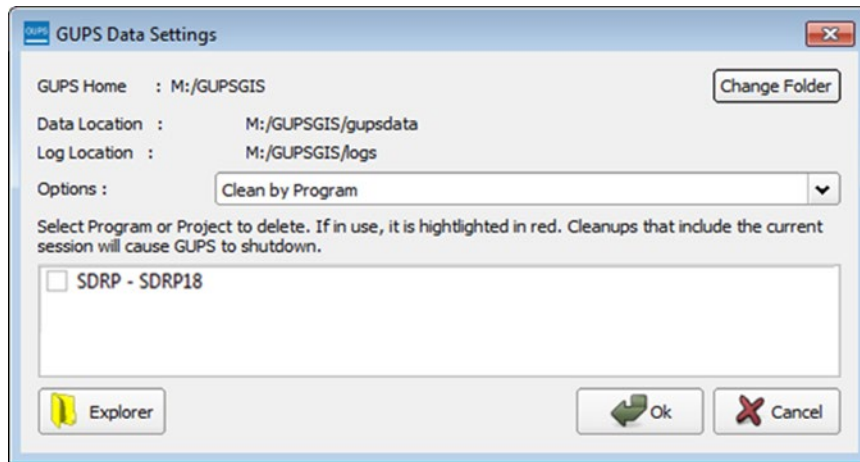 GUPS GUPS Data Settings
GUPS Home : M:/GUPSGIS Change Folder
Data Location : M:/GUPSGIS/gupsdata
Log Location : M:/GUPSGIS/logs
Options : Clean by Program
Select Program or Project to delete. If in use, it is hightlighted in red. Cleanups that include the current
session will cause GUPS to shutdown.
SDRP - SDRP18
Explorer Ok Cancel